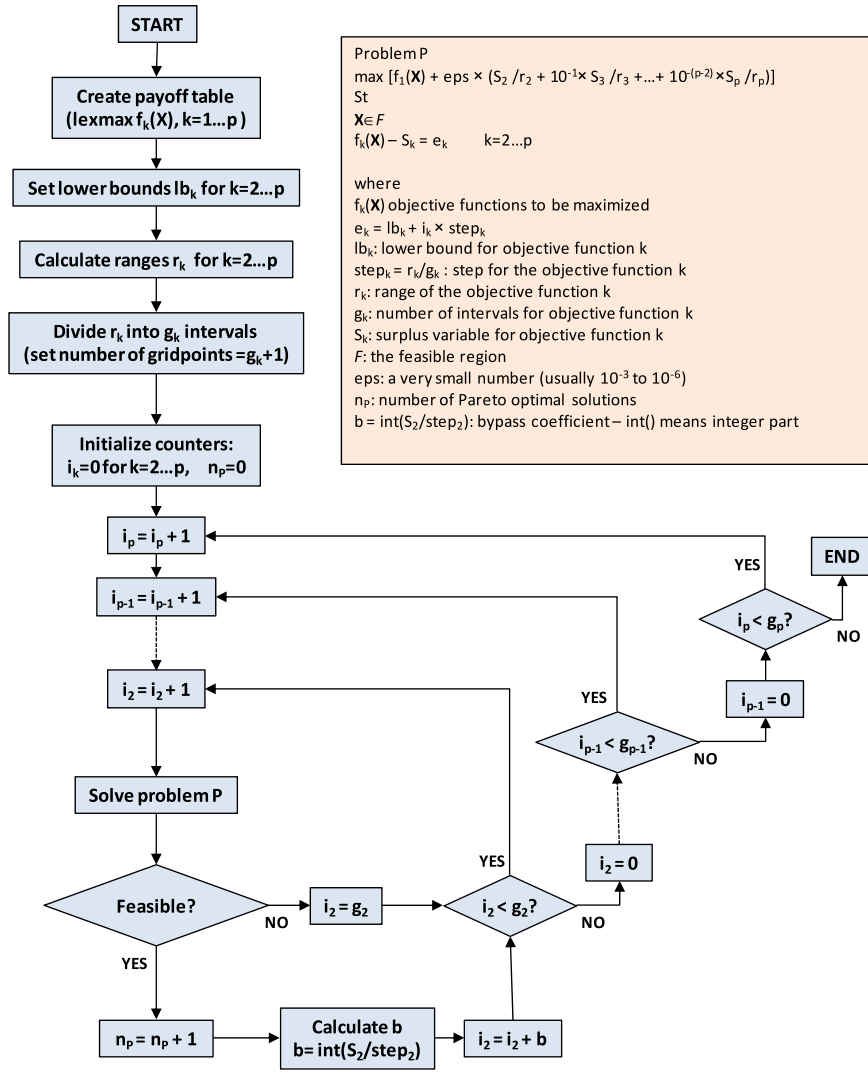 START
Create payoff table
(lexmax fₖ(X), k=1...p )
Set lower bounds lbₖ for k=2...p
Calculate ranges rₖ for k=2...p
Divide rₖ into gₖ intervals
(set number of gridpoints =gₖ+1)
Initialize counters:
iₖ=0 for k=2...p, nₚ=0
Problem P
max [f₁(X) + eps × (S₂ /r₂ + 10⁻¹× S₃ /r₃ +...+ 10⁻⁽ᵖ⁻²⁾ ×Sₚ /rₚ)]
St
X∈F
fₖ(X) – Sₖ = eₖ k=2...p
where
fₖ(X) objective functions to be maximized
eₖ = lbₖ + iₖ × stepₖ
lbₖ: lower bound for objective function k
stepₖ = rₖ/gₖ : step for the objective function k
rₖ: range of the objective function k
gₖ: number of intervals for objective function k
Sₖ: surplus variable for objective function k
F: the feasible region
eps: a very small number (usually 10⁻³ to 10⁻⁶)
nₚ: number of Pareto optimal solutions
b = int(S₂/step₂): bypass coefficient – int() means integer part
iₚ = iₚ + 1
iₚ₋₁ = iₚ₋₁ + 1
i₂ = i₂ + 1
Solve problem P
Feasible?
NO
YES
i₂ = g₂
nₚ = nₚ + 1
Calculate b
b= int(S₂/step₂)
i₂ = i₂ + b
i₂ < g₂?
YES
NO
i₂ = 0
iₚ₋₁ < gₚ₋₁?
YES
NO
iₚ₋₁ = 0
iₚ < gₚ?
YES
NO
END